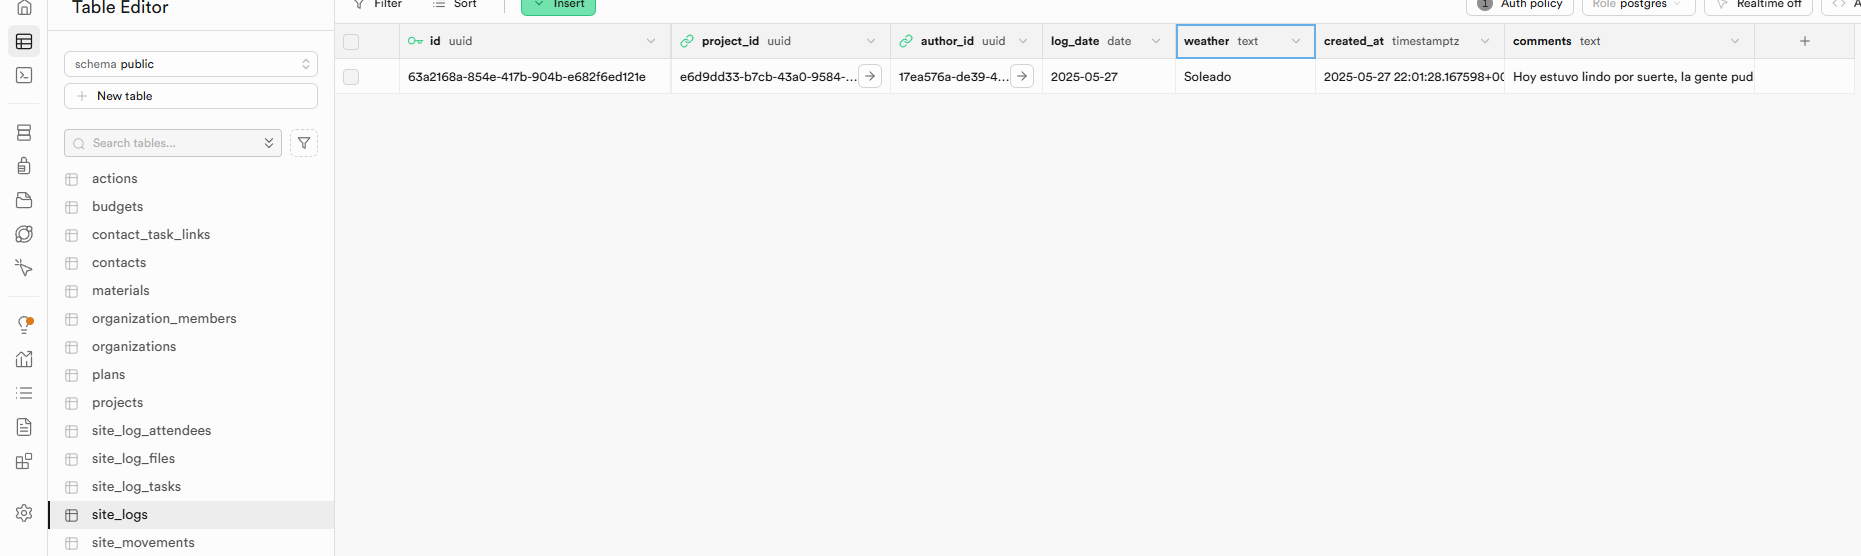 Table Editor
Filter
Sort
Insert
1 Auth policy
Role postgres
Realtime off
schema public
New table
Search tables...
id uuid
project_id uuid
author_id uuid
log_date date
weather text
created_at timestamptz
comments text
63a2168a-854e-417b-904b-e682f6ed121e
e6d9dd33-b7cb-43a0-9584-...
17ea576a-de39-4...
2025-05-27
Soleado
2025-05-27 22:01:28.167598+00
Hoy estuvo lindo por suerte, la gente pud
actions
budgets
contact_task_links
contacts
materials
organization_members
organizations
plans
projects
site_log_attendees
site_log_files
site_log_tasks
site_logs
site_movements